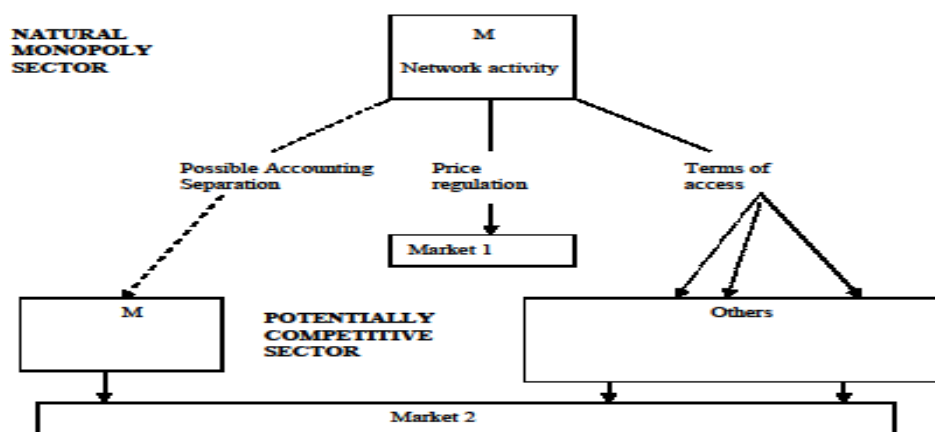 NATURAL
MONOPOLY
SECTOR
M
Network activity
Possible Accounting
Separation
Price
regulation
Terms of
access
Market 1
M
POTENTIALLY
COMPETITIVE
SECTOR
Others
Market 2